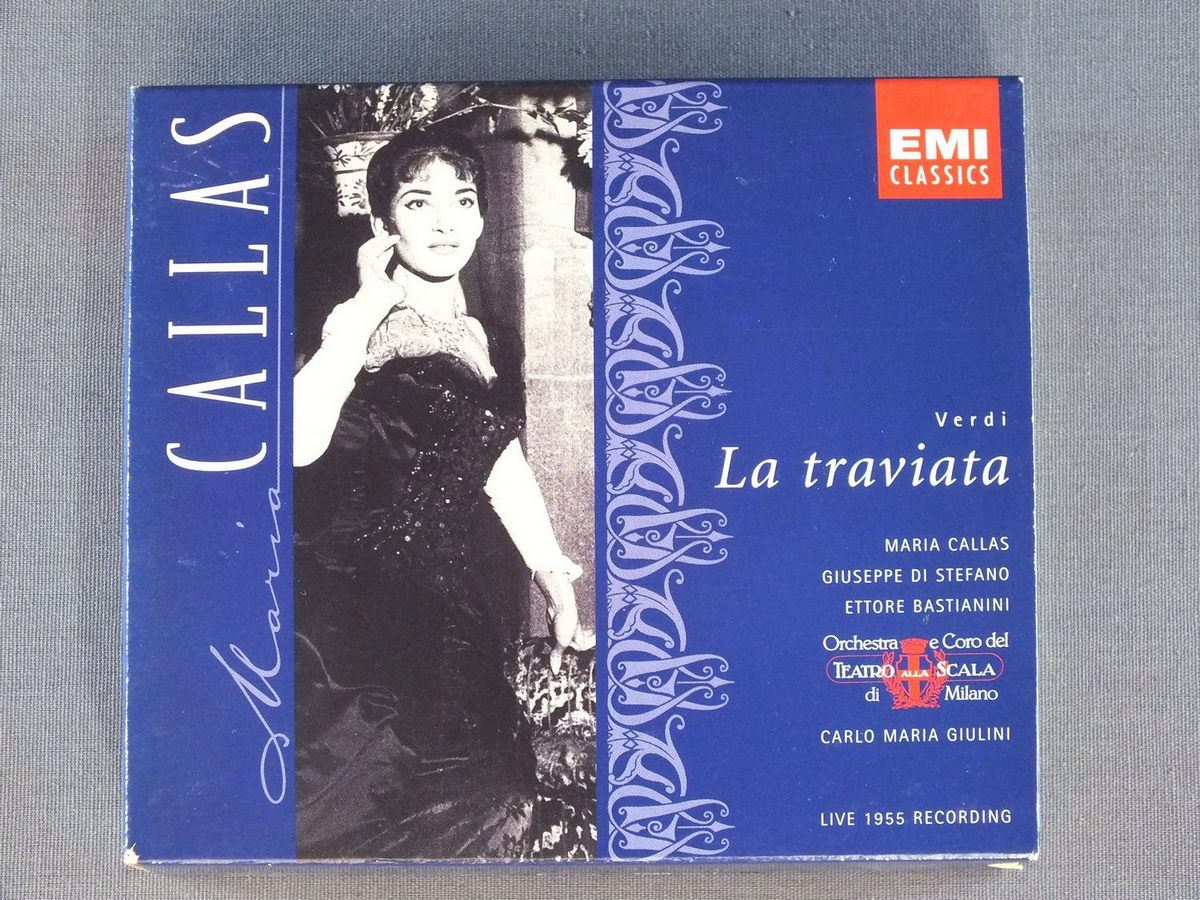 Maria CALLAS
EMI
CLASSICS
Verdi
La traviata
MARIA CALLAS
GIUSEPPE DI STEFANO
ETTORE BASTIANINI
Orchestra e Coro del
TEATRO ALLA SCALA
di Milano
CARLO MARIA GIULINI
LIVE 1955 RECORDING